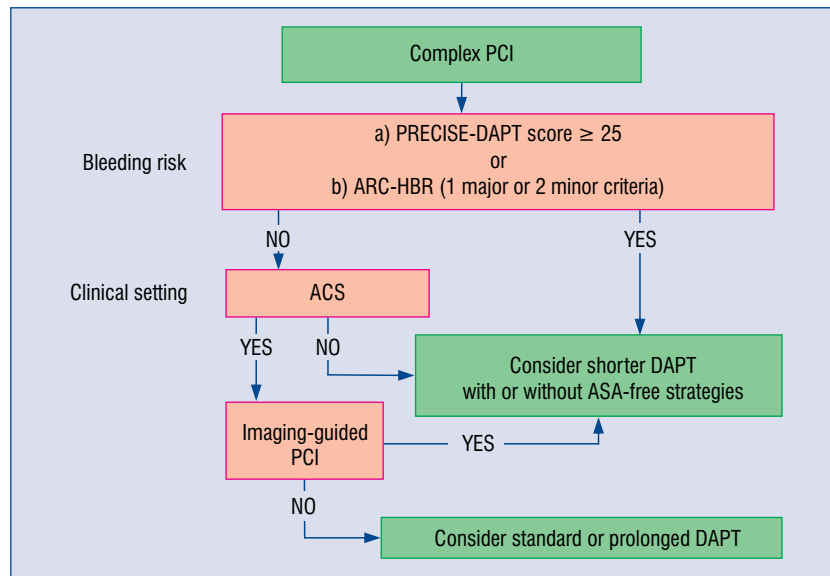 Complex PCI
Bleeding risk
a) PRECISE-DAPT score ≥ 25
or
b) ARC-HBR (1 major or 2 minor criteria)
NO
YES
Clinical setting
ACS
YES
NO
Consider shorter DAPT
with or without ASA-free strategies
Imaging-guided
PCI
YES
NO
Consider standard or prolonged DAPT